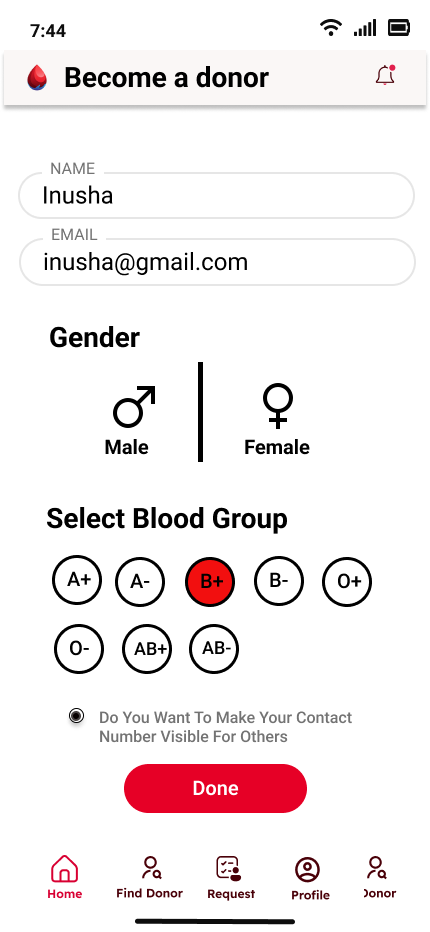 7:44
Become a donor
NAME
Inusha
EMAIL
inusha@gmail.com
Gender
Male Female
Select Blood Group
A+ A- B+ B- O+
O- AB+ AB-
Do You Want To Make Your Contact
Number Visible For Others
Done
Home Find Donor Request Profile Donor